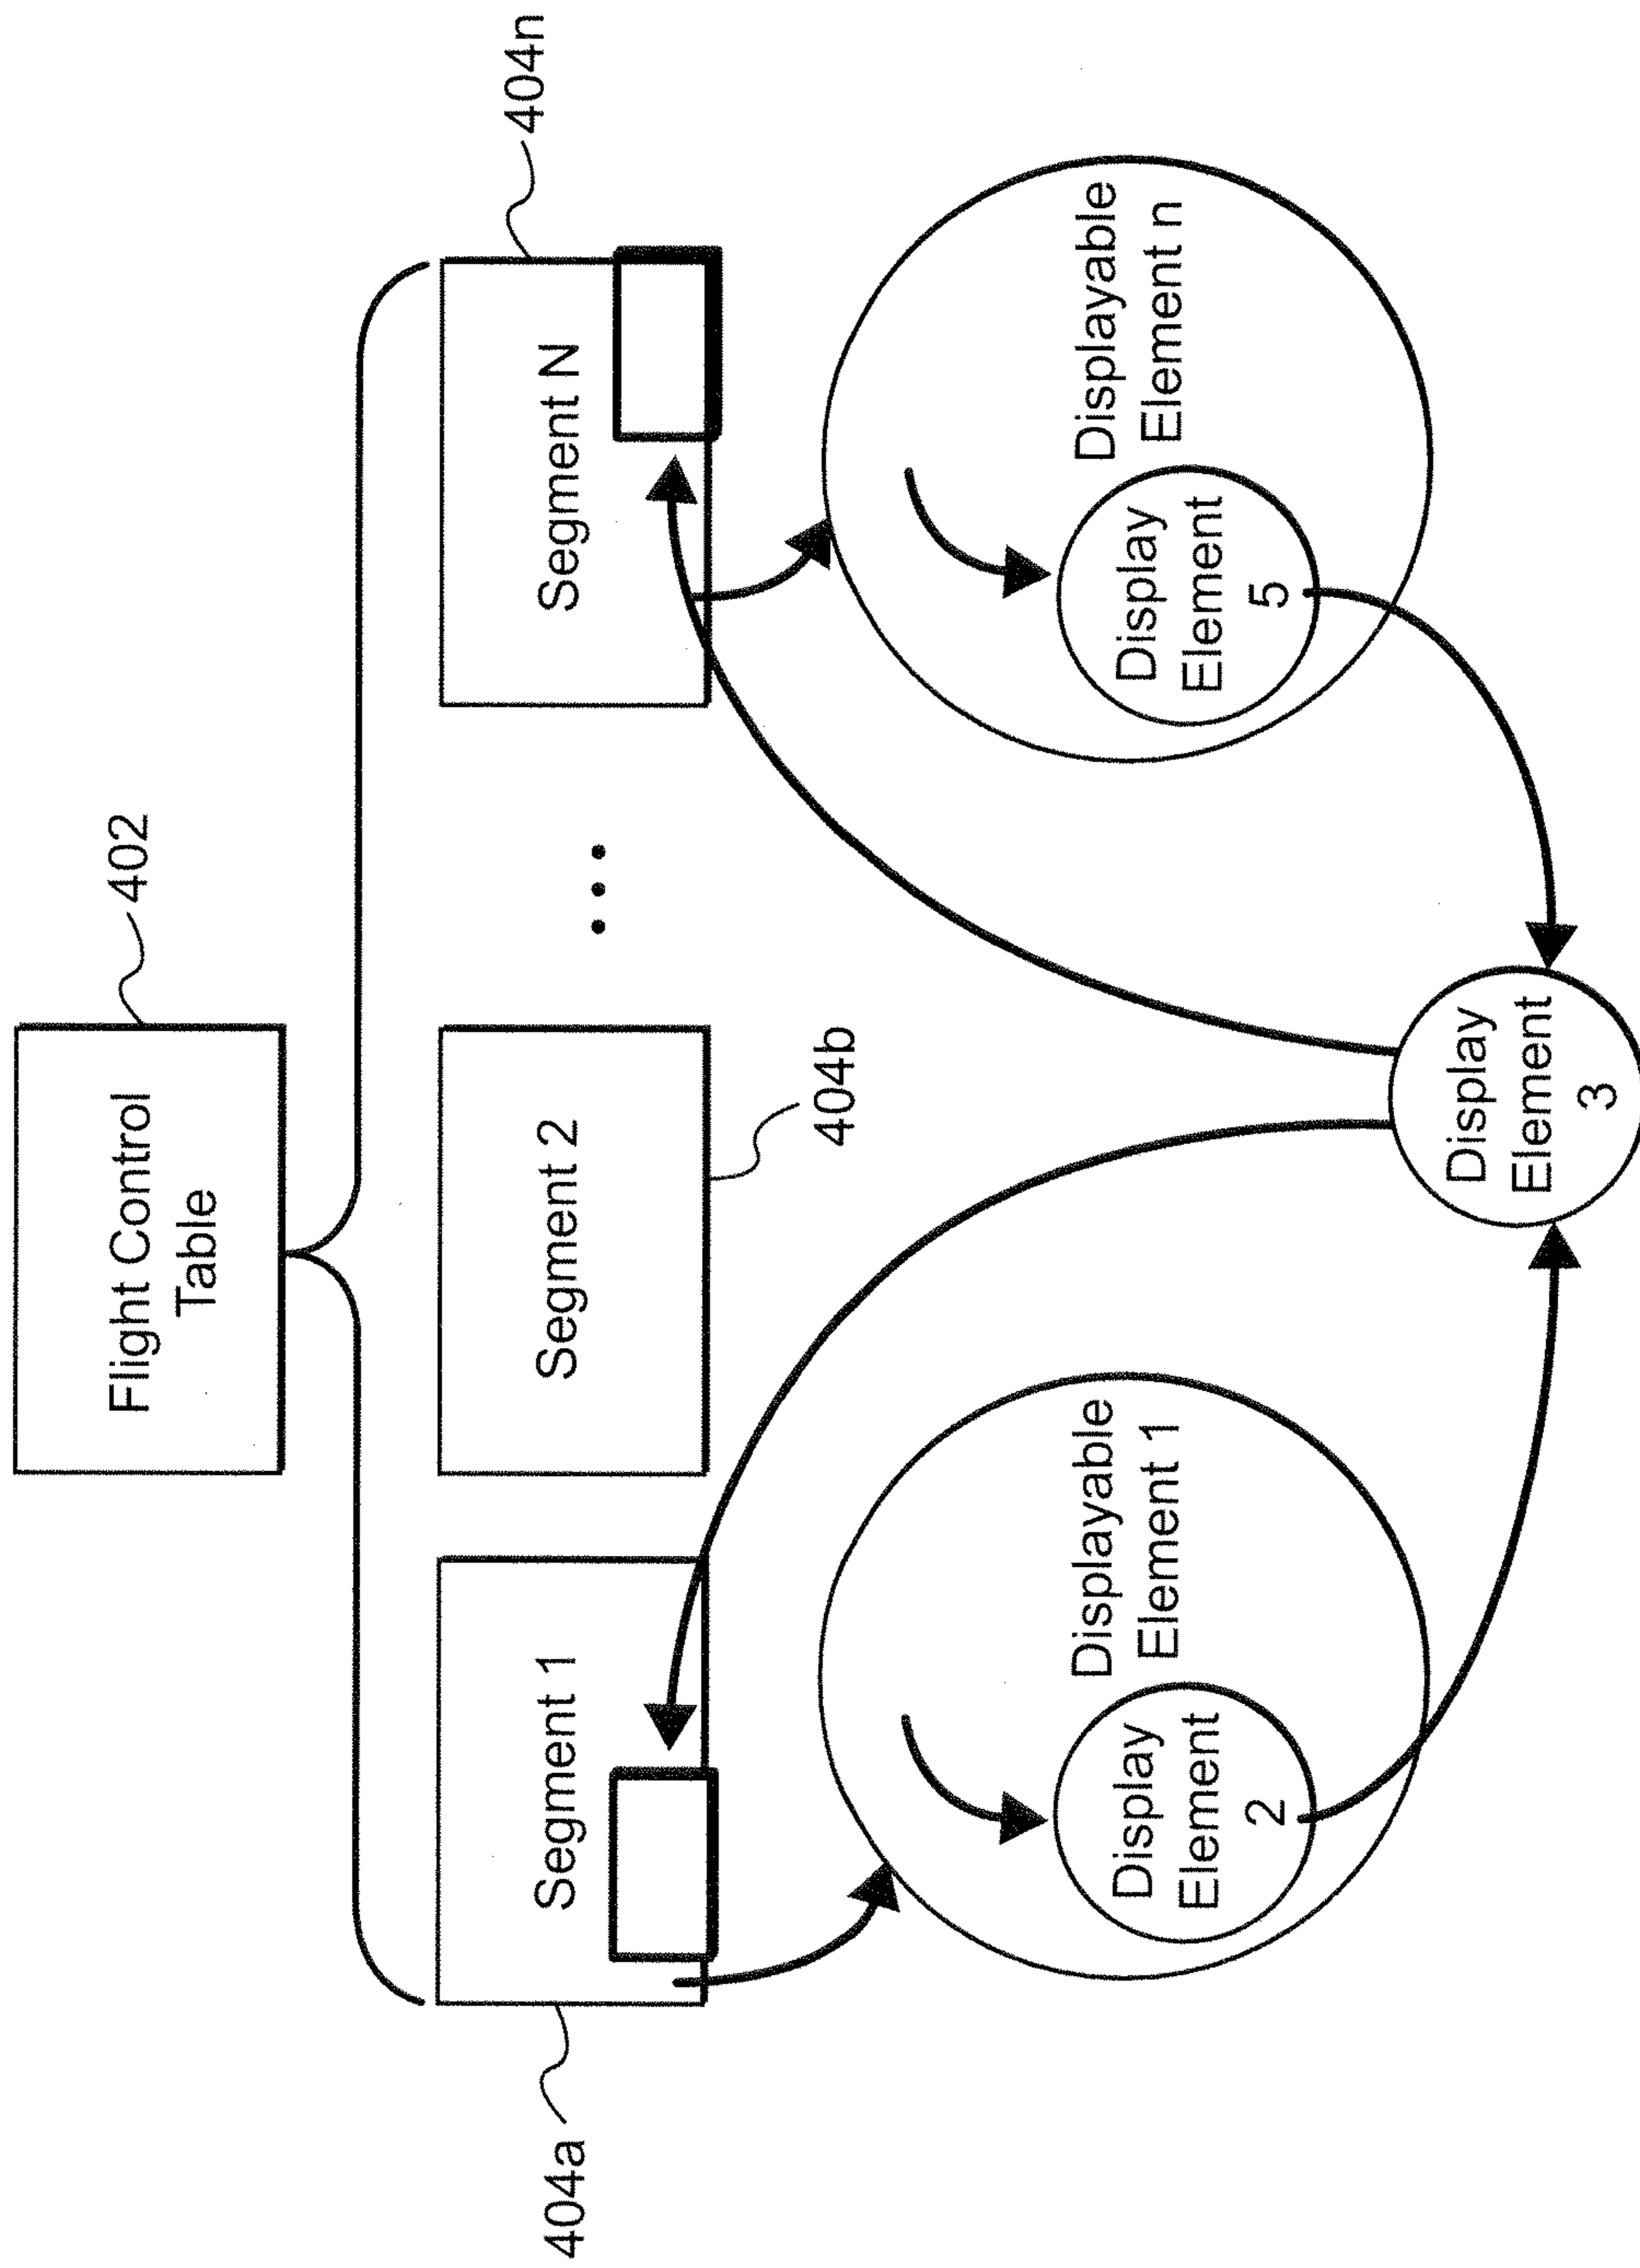 Flight Control
Table
402
404a
Segment 1
Segment 2
404b
...
Segment N
404n
Displayable
Element 1
Display
Element
2
Displayable
Element n
Display
Element
5
Display
Element
3